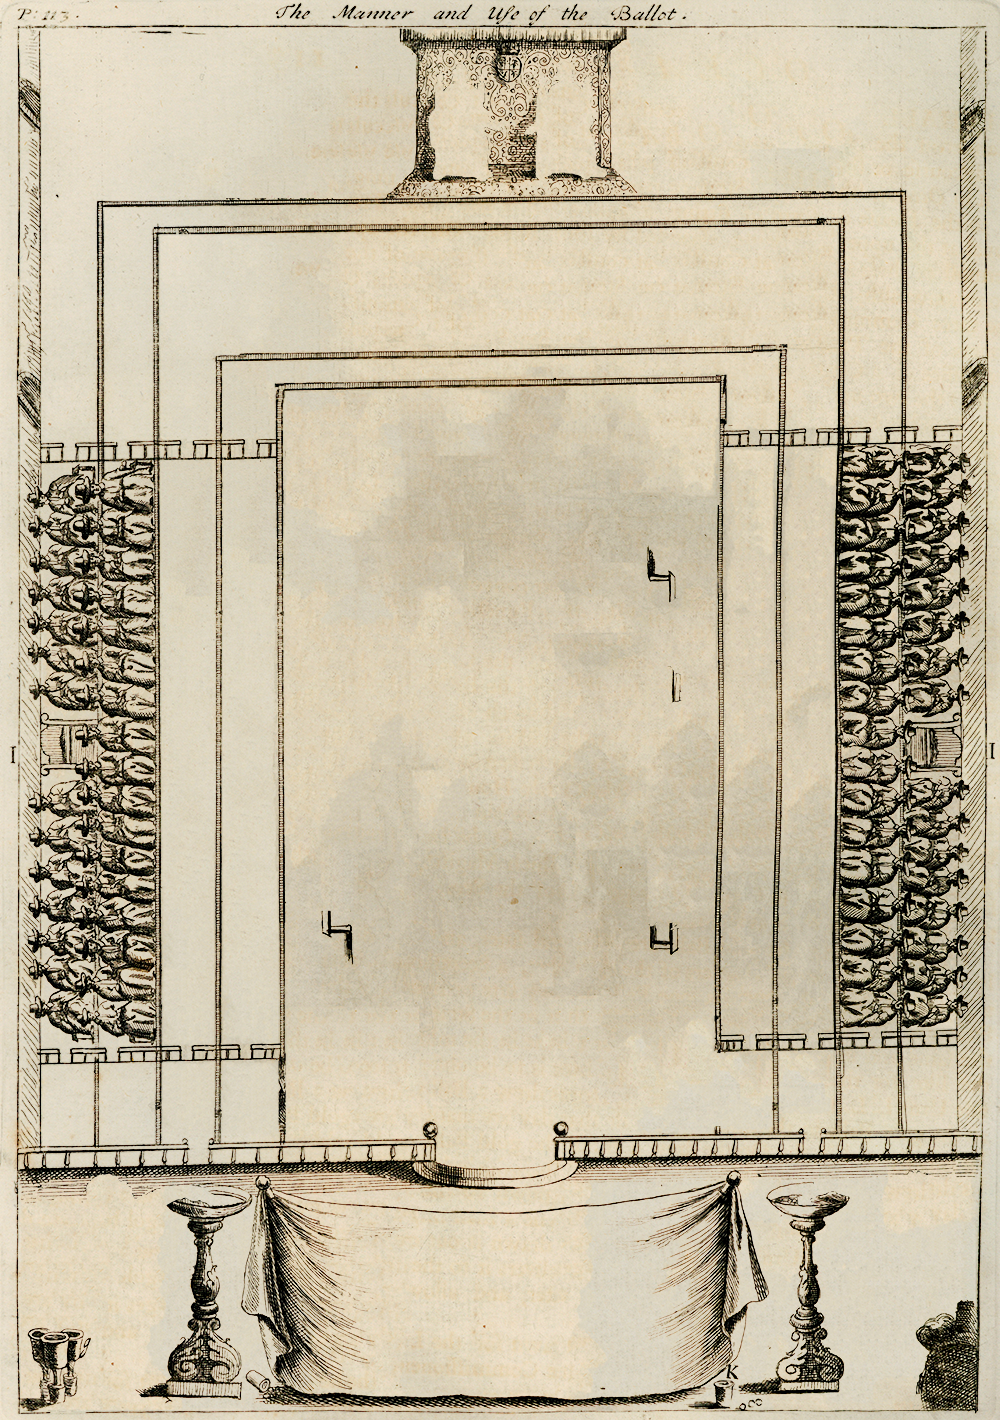 P. 113.
The Manner and Use of the Ballot.
I
I
K